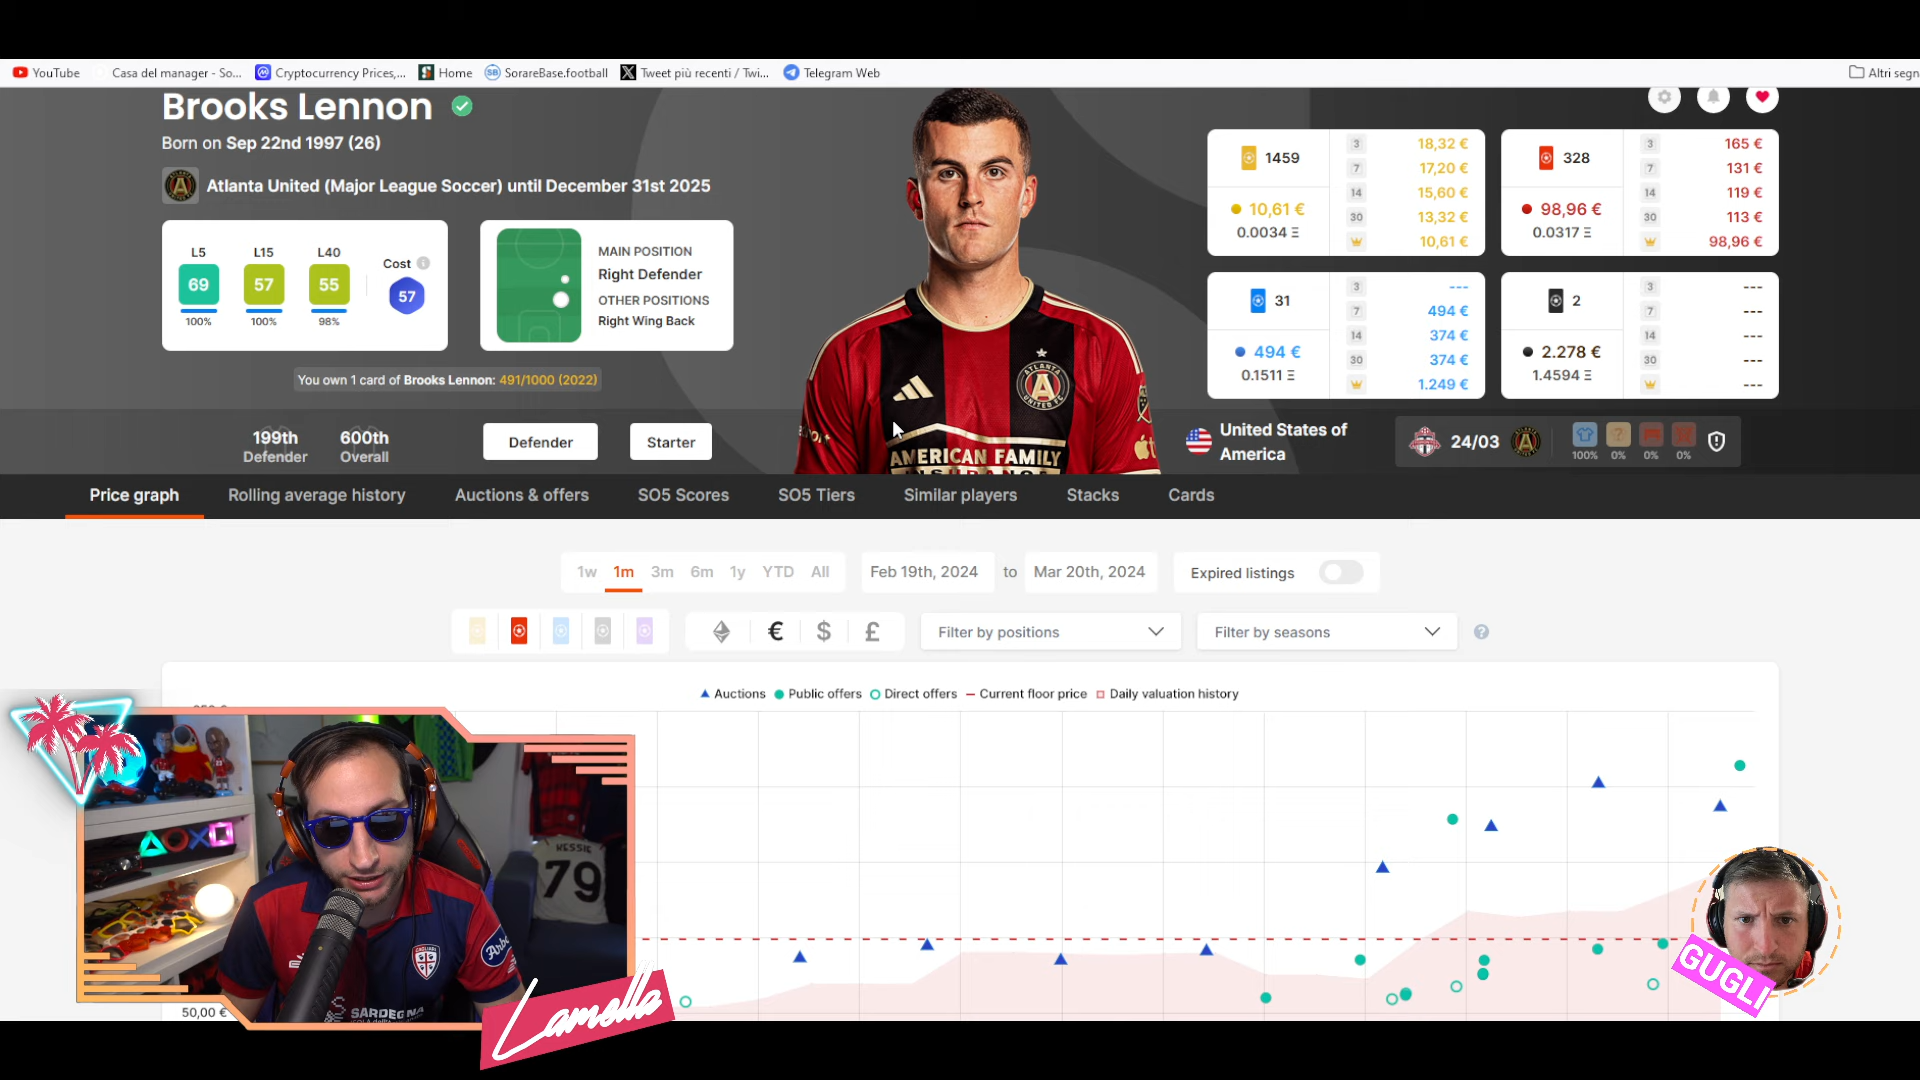 YouTube
Casa del manager - So...
Cryptocurrency Prices,...
Home
SorareBase.football
Tweet più recenti / Twi...
Telegram Web
Altri segn
Brooks Lennon
Born on Sep 22nd 1997 (26)
Atlanta United (Major League Soccer) until December 31st 2025
L5
L15
L40
Cost
69
57
55
57
100%
100%
98%
MAIN POSITION
Right Defender
OTHER POSITIONS
Right Wing Back
You own 1 card of Brooks Lennon: 491/1000 (2022)
1459
10,61 €
0.0034 Ξ
3 18,32 €
7 17,20 €
14 15,60 €
30 13,32 €
10,61 €
328
98,96 €
0.0317 Ξ
3 165 €
7 131 €
14 119 €
30 113 €
98,96 €
31
494 €
0.1511 Ξ
3 ---
7 494 €
14 374 €
30 374 €
1.249 €
2
2.278 €
1.4594 Ξ
3 ---
7 ---
14 ---
30 ---
---
199th
Defender
600th
Overall
Defender
Starter
ATLANTA
UNITED FC
AMERICAN FAMILY
INSURANCE
United States of
America
24/03
100%
0%
0%
0%
Price graph
Rolling average history
Auctions & offers
SO5 Scores
SO5 Tiers
Similar players
Stacks
Cards
1w 1m 3m 6m 1y YTD All
Feb 19th, 2024 to Mar 20th, 2024
Expired listings
€ $ £
Filter by positions
Filter by seasons
Auctions Public offers Direct offers Current floor price Daily valuation history
50,00 €
NESSIE
79
CAGLIARI
SARDEGNA
Lamella
GUGLI